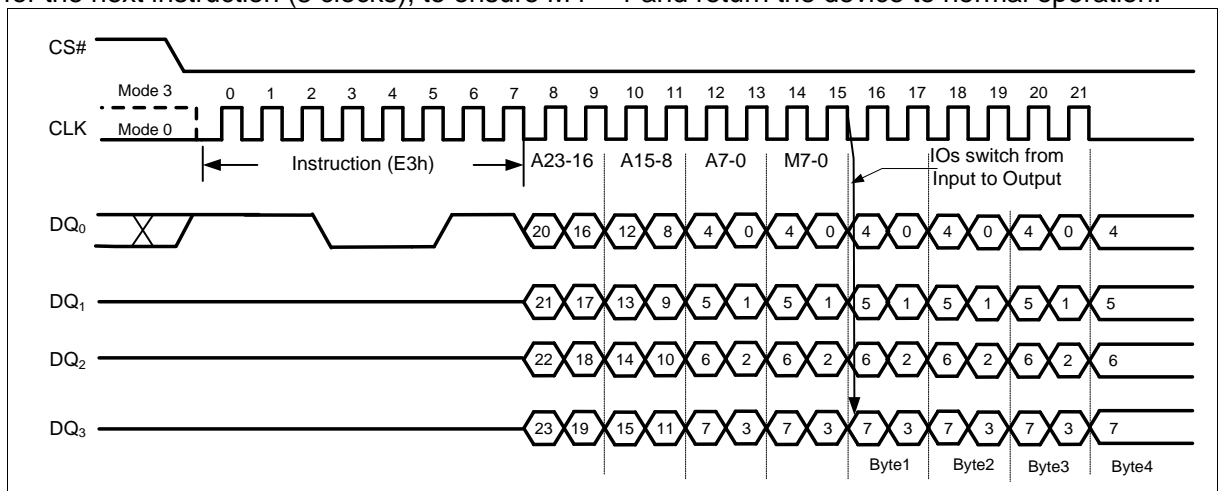 for the next instruction (8 clocks), to ensure M4 = 1 and return the device to normal operation.
CS#
Mode 3
0 1 2 3 4 5 6 7 8 9 10 11 12 13 14 15 16 17 18 19 20 21
CLK
Mode 0
Instruction (E3h)
A23-16 A15-8 A7-0 M7-0
IOs switch from
Input to Output
DQ0
20 16 12 8 4 0 4 0 4 0 4 0 4 0 4
DQ1
21 17 13 9 5 1 5 1 5 1 5 1 5 1 5
DQ2
22 18 14 10 6 2 6 2 6 2 6 2 6 2 6
DQ3
23 19 15 11 7 3 7 3 7 3 7 3 7 3 7
Byte1 Byte2 Byte3 Byte4